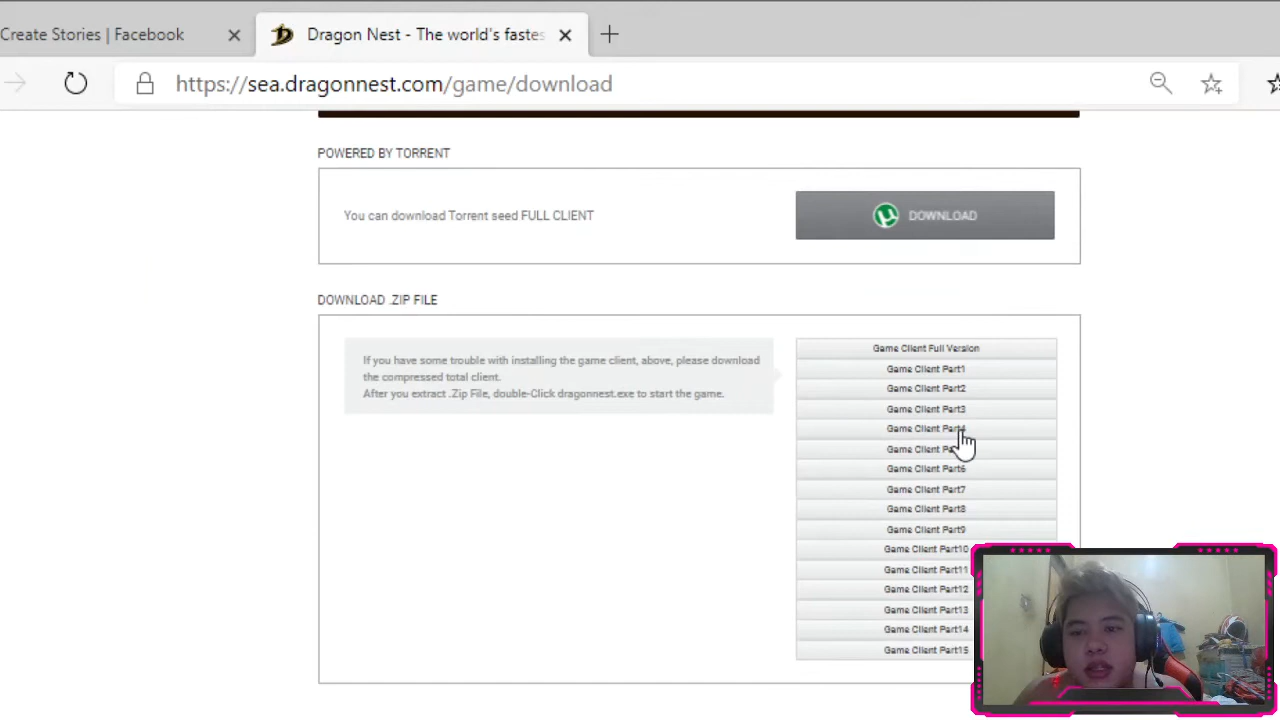 Create Stories | Facebook
Dragon Nest - The world's fastes
https://sea.dragonnest.com/game/download
POWERED BY TORRENT
You can download Torrent seed FULL CLIENT
DOWNLOAD
DOWNLOAD .ZIP FILE
If you have some trouble with installing the game client, above, please download
the compressed total client.
After you extract .Zip File, double-Click dragonnest.exe to start the game.
Game Client Full Version
Game Client Part1
Game Client Part2
Game Client Part3
Game Client Part4
Game Client
Game Client Part6
Game Client Part7
Game Client Part8
Game Client Part9
Game Client Part10
Game Client Part11
Game Client Part12
Game Client Part13
Game Client Part14
Game Client Part15